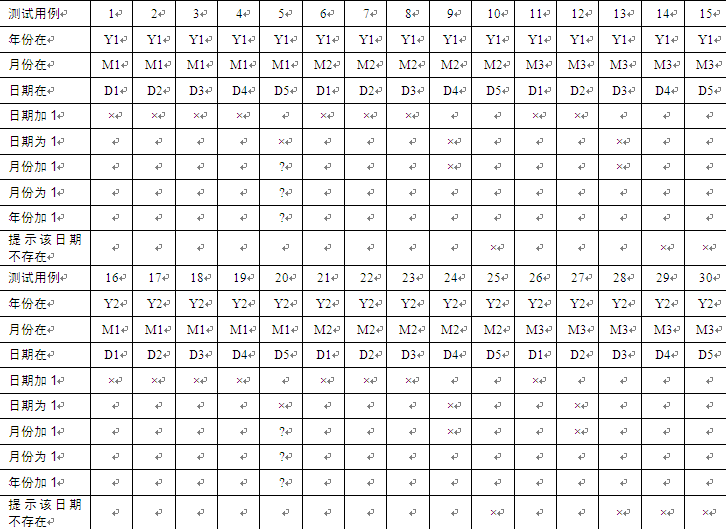 测试用例 1 2 3 4 5 6 7 8 9 10 11 12 13 14 15
年份在 Y1 Y1 Y1 Y1 Y1 Y1 Y1 Y1 Y1 Y1 Y1 Y1 Y1 Y1 Y1
月份在 M1 M1 M1 M1 M1 M2 M2 M2 M2 M2 M3 M3 M3 M3 M3
日期在 D1 D2 D3 D4 D5 D1 D2 D3 D4 D5 D1 D2 D3 D4 D5
日期加 1 × × × × × × × × ×
日期为 1 × × ×
月份加 1 ? × ×
月份为 1 ?
年份加 1 ?
提示该日期
不存在 × × ×
测试用例 16 17 18 19 20 21 22 23 24 25 26 27 28 29 30
年份在 Y2 Y2 Y2 Y2 Y2 Y2 Y2 Y2 Y2 Y2 Y2 Y2 Y2 Y2 Y2
月份在 M1 M1 M1 M1 M1 M2 M2 M2 M2 M2 M3 M3 M3 M3 M3
日期在 D1 D2 D3 D4 D5 D1 D2 D3 D4 D5 D1 D2 D3 D4 D5
日期加 1 × × × × × × × ×
日期为 1 × × ×
月份加 1 ? × ×
月份为 1 ?
年份加 1 ?
提示该日期
不存在 × × × ×